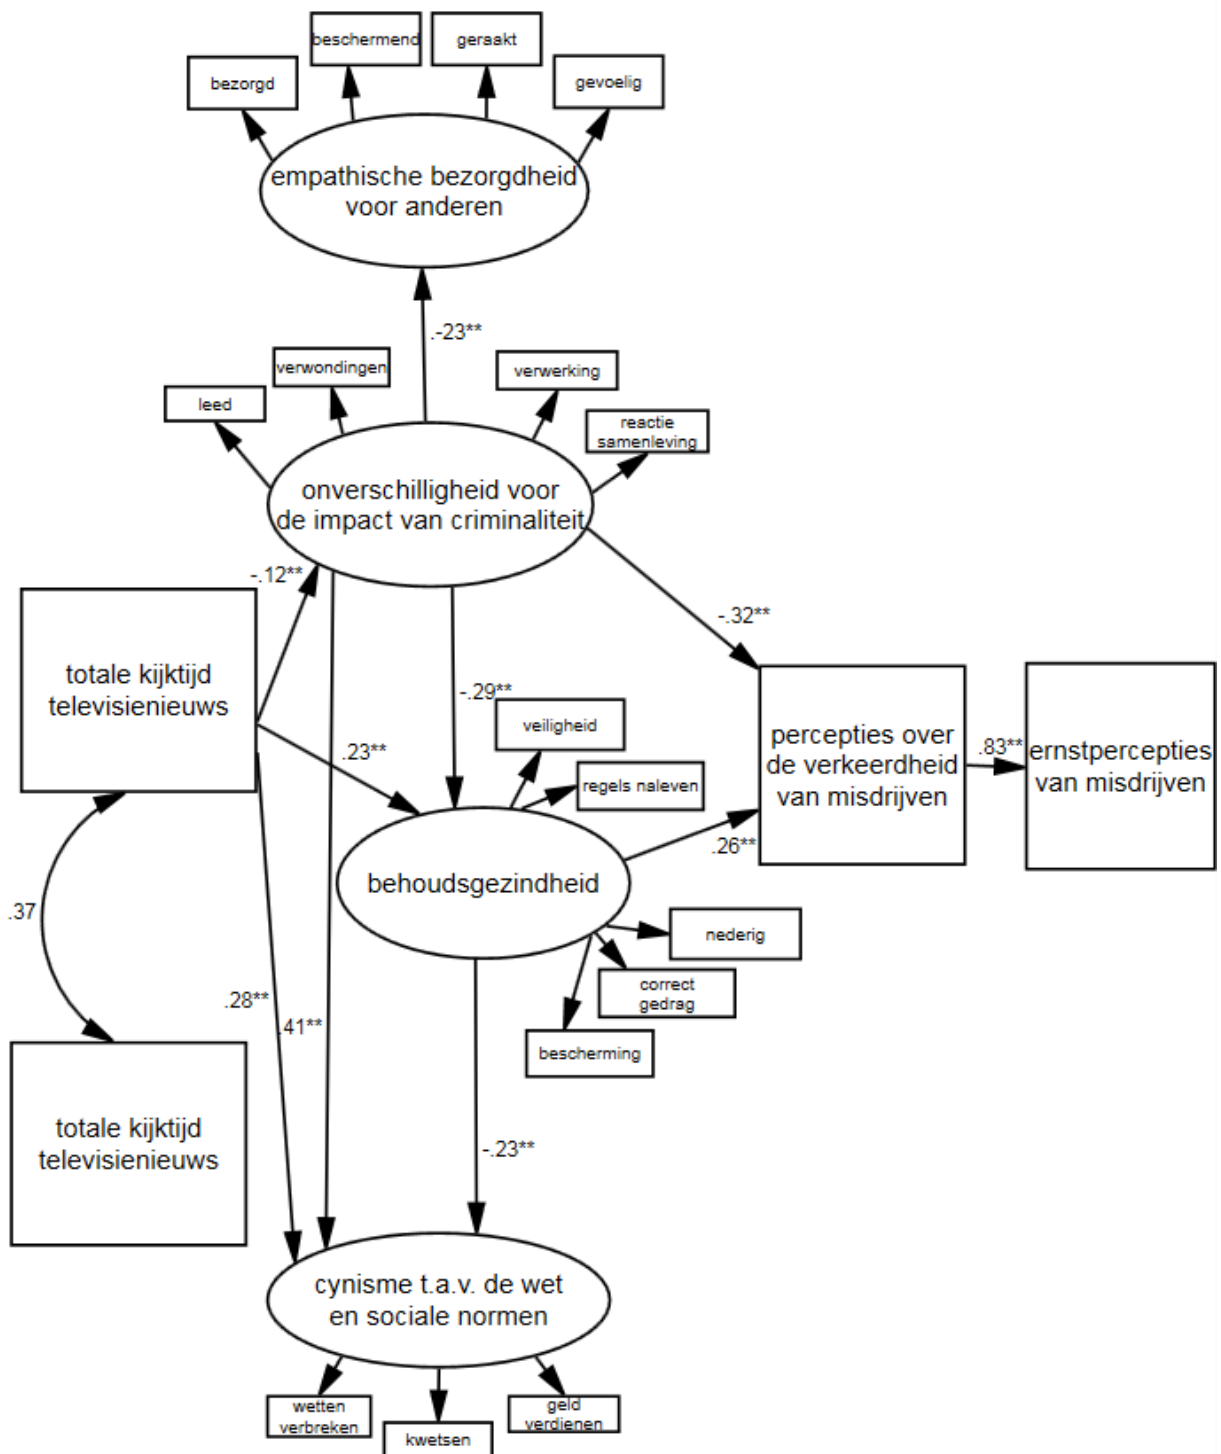 beschermend
geraakt
bezorgd
gevoelig
empathische bezorgdheid
voor anderen
.-23**
verwondingen
verwerking
leed
reactie
samenleving
onverschilligheid voor
de impact van criminaliteit
-.12**
-.32**
totale kijktijd
televisienieuws
-.29**
veiligheid
.23**
regels naleven
percepties over
de verkeerdheid
van misdrijven
.83**
ernstpercepties
van misdrijven
.26**
behoudsgezindheid
.37
nederig
correct
gedrag
.28**
.41**
bescherming
totale kijktijd
televisienieuws
-.23**
cynisme t.a.v. de wet
en sociale normen
wetten
verbreken
kwetsen
geld
verdienen